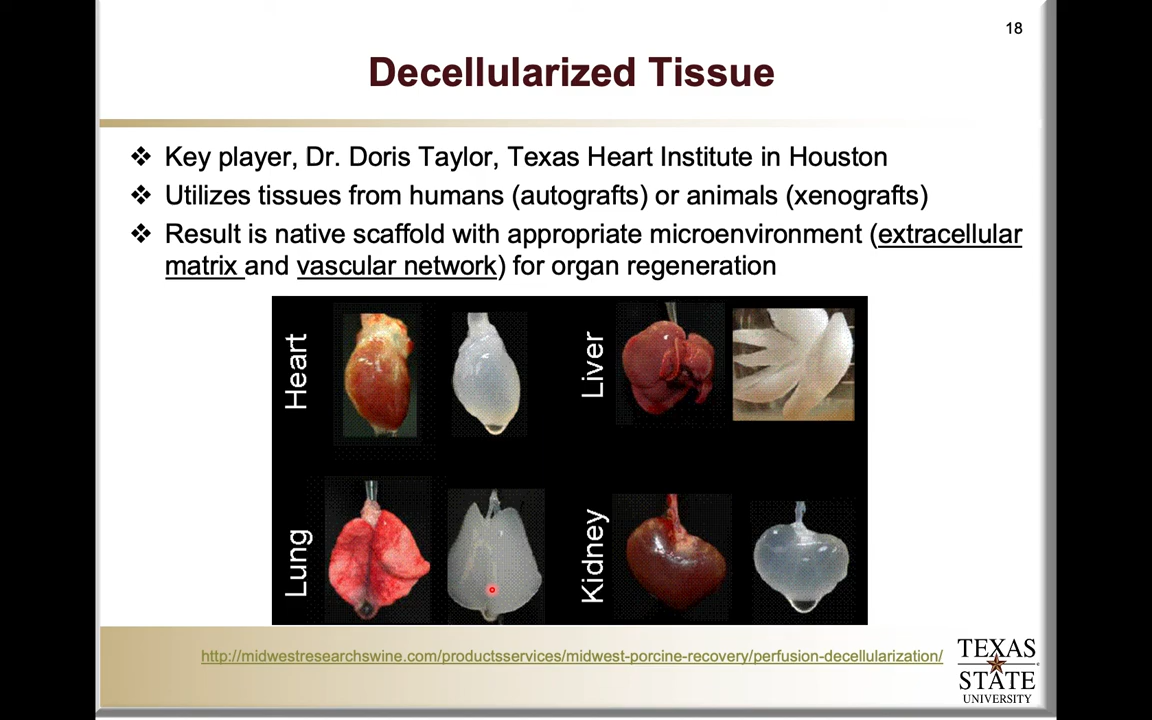 18
Decellularized Tissue
❖ Key player, Dr. Doris Taylor, Texas Heart Institute in Houston
❖ Utilizes tissues from humans (autografts) or animals (xenografts)
❖ Result is native scaffold with appropriate microenvironment (extracellular
matrix and vascular network) for organ regeneration
Heart
Liver
Lung
Kidney
http://midwestresearchswine.com/productsservices/midwest-porcine-recovery/perfusion-decellularization/
TEXAS
STATE
UNIVERSITY